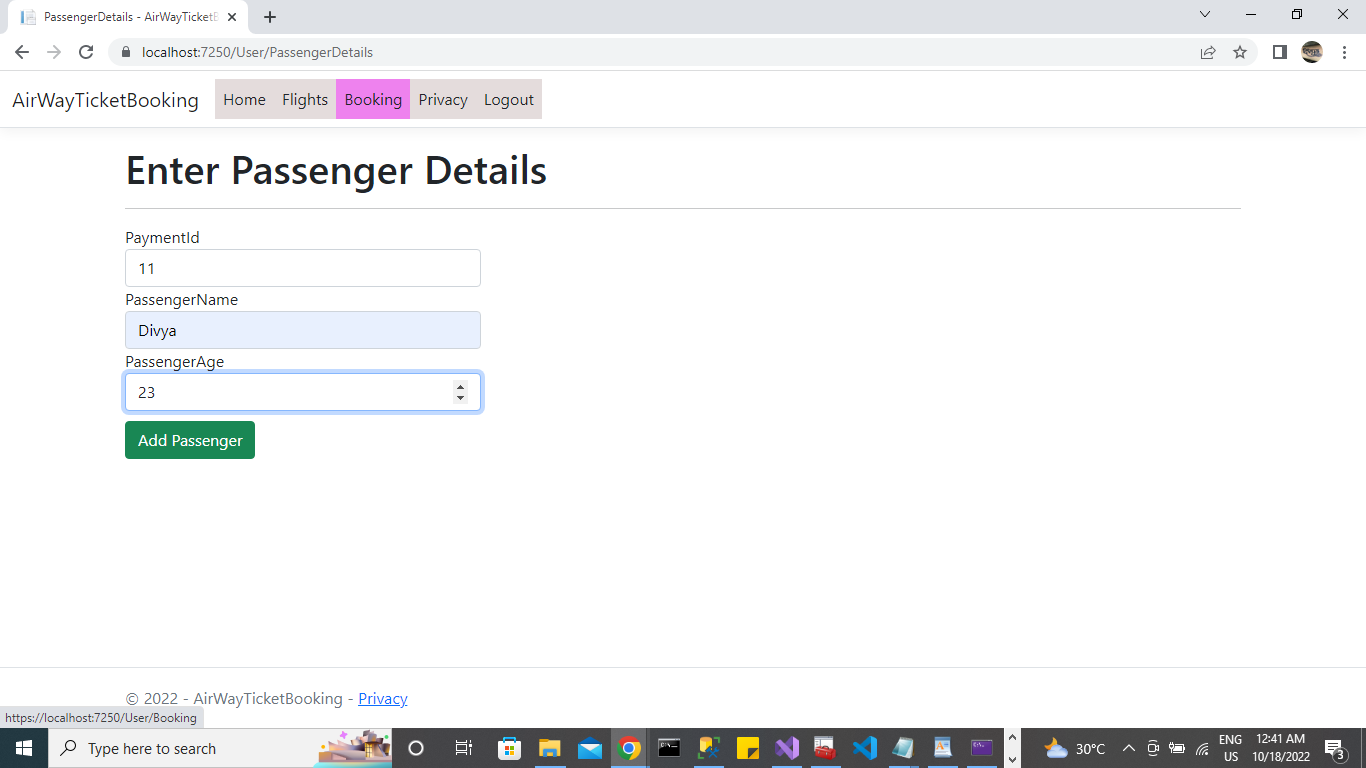 PassengerDetails - AirWayTicketB
localhost:7250/User/PassengerDetails
AirWayTicketBooking Home Flights Booking Privacy Logout
Enter Passenger Details
PaymentId
11
PassengerName
Divya
PassengerAge
23
Add Passenger
© 2022 - AirWayTicketBooking - Privacy
https://localhost:7250/User/Booking
Type here to search
30°C
ENG
US
12:41 AM
10/18/2022
3